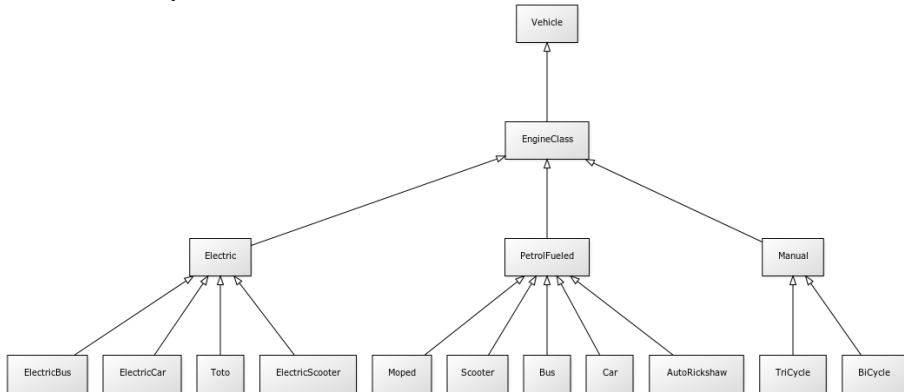 Vehicle
EngineClass
Electric
PetrolFueled
Manual
ElectricBus
ElectricCar
Toto
ElectricScooter
Moped
Scooter
Bus
Car
AutoRickshaw
TriCycle
BiCycle